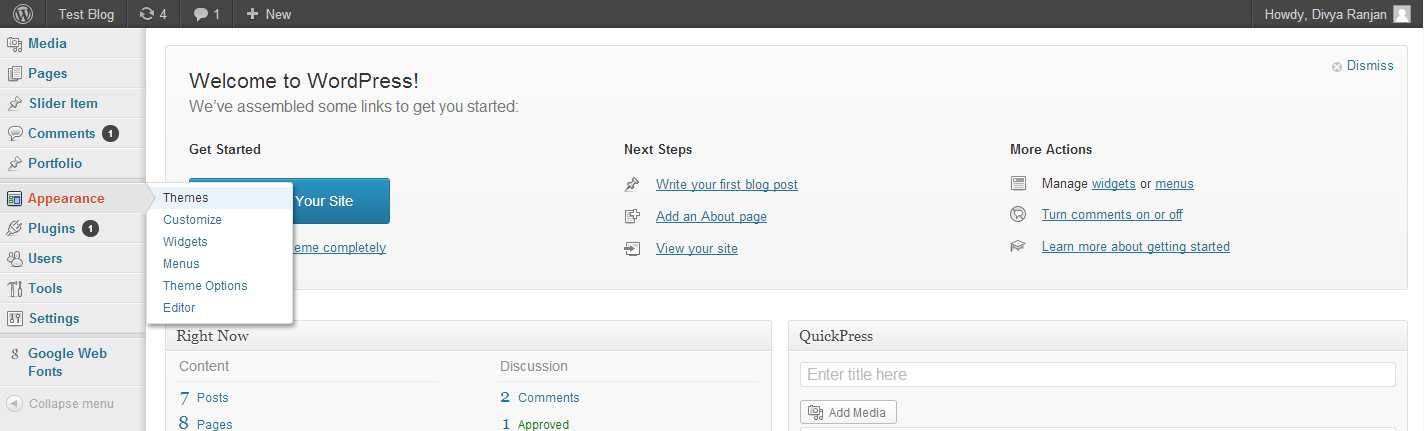 Test Blog 4 1 + New Howdy, Divya Ranjan
Media
Pages
Slider Item
Comments 1
Portfolio
Appearance
Plugins 1
Users
Tools
Settings
Google Web
Fonts
Collapse menu
Themes
Customize
Widgets
Menus
Theme Options
Editor
Dismiss
Welcome to WordPress!
We've assembled some links to get you started:
Get Started
Your Site
completely
Next Steps
Write your first blog post
Add an About page
View your site
More Actions
Manage widgets or menus
Turn comments on or off
Learn more about getting started
Right Now
Content
7 Posts
8 Pages
Discussion
2 Comments
1 Approved
QuickPress
Enter title here
Add Media